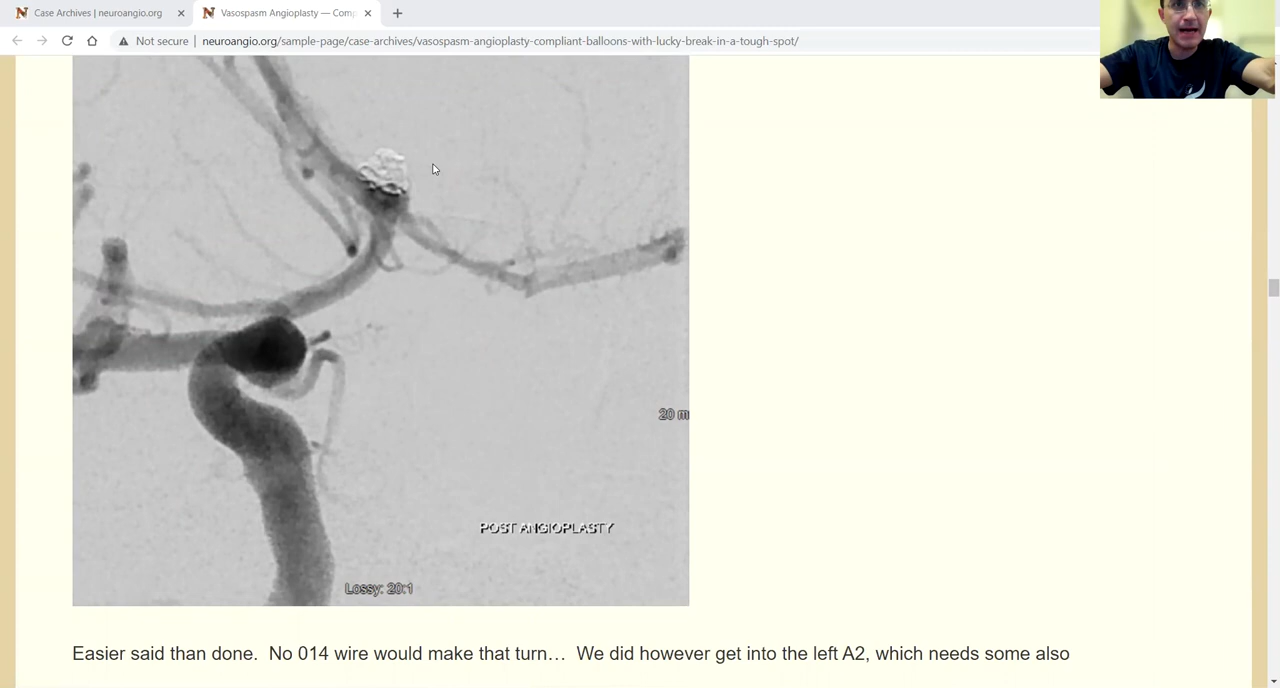 Case Archives | neuroangio.org
Vasospasm Angioplasty — Comp
Not secure | neuroangio.org/sample-page/case-archives/vasospasm-angioplasty-compliant-balloons-with-lucky-break-in-a-tough-spot/
20 m
POST ANGIOPLASTY
Lossy: 20:1
Easier said than done. No 014 wire would make that turn… We did however get into the left A2, which needs some also